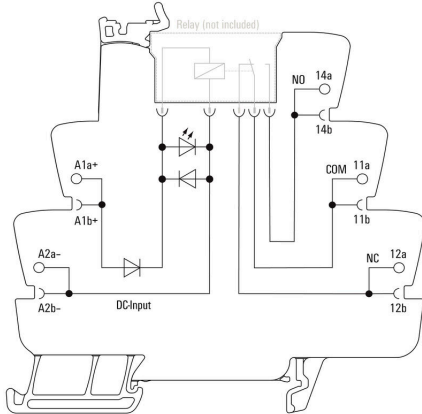 Relay (not included)
NO 14a
14b
A1a+
COM 11a
A1b+
11b
A2a–
NC 12a
A2b–
DC-Input
12b